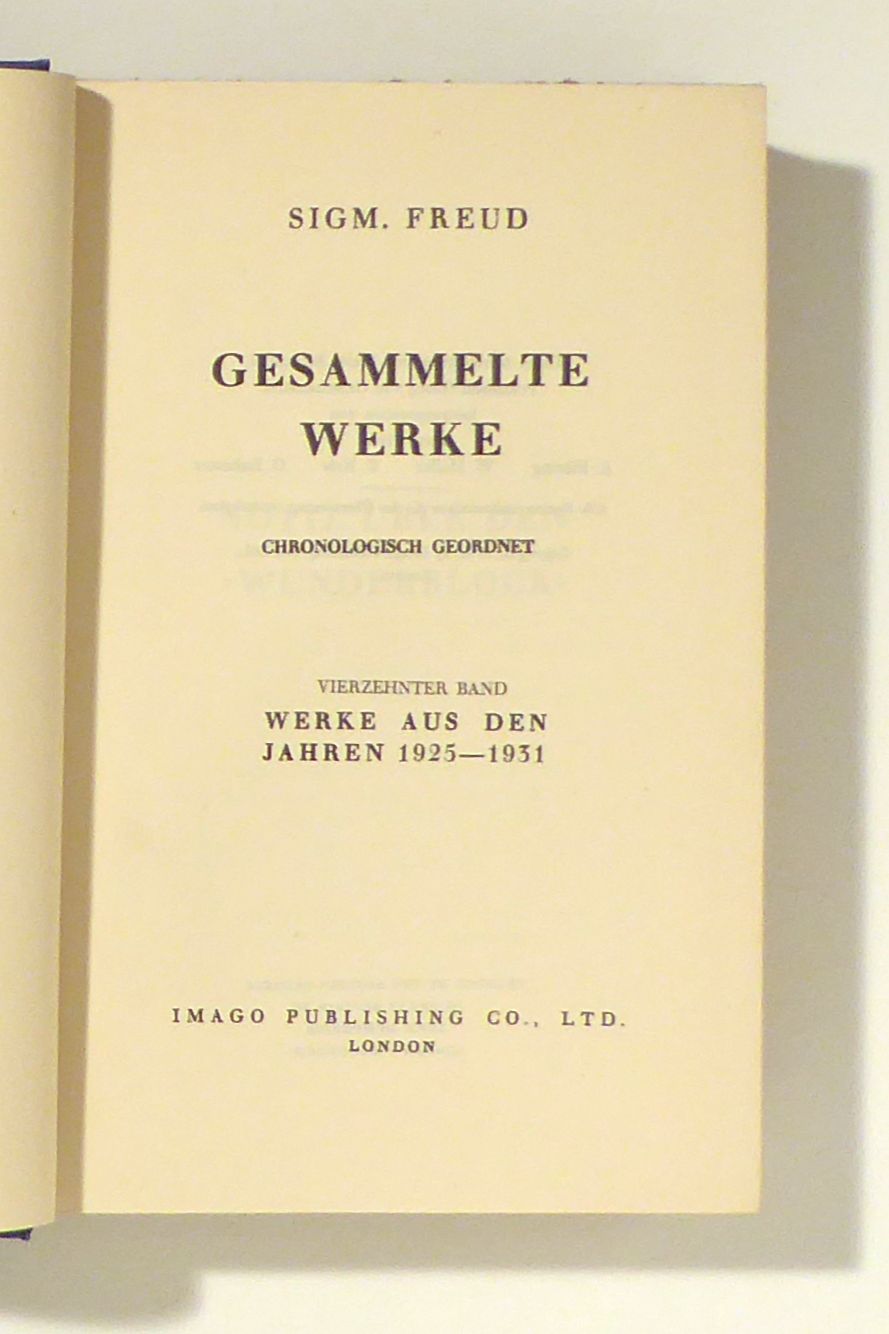 SIGM. FREUD
GESAMMELTE
WERKE
CHRONOLOGISCH GEORDNET
VIERZEHNTER BAND
WERKE AUS DEN
JAHREN 1925—1931
IMAGO PUBLISHING CO., LTD.
LONDON